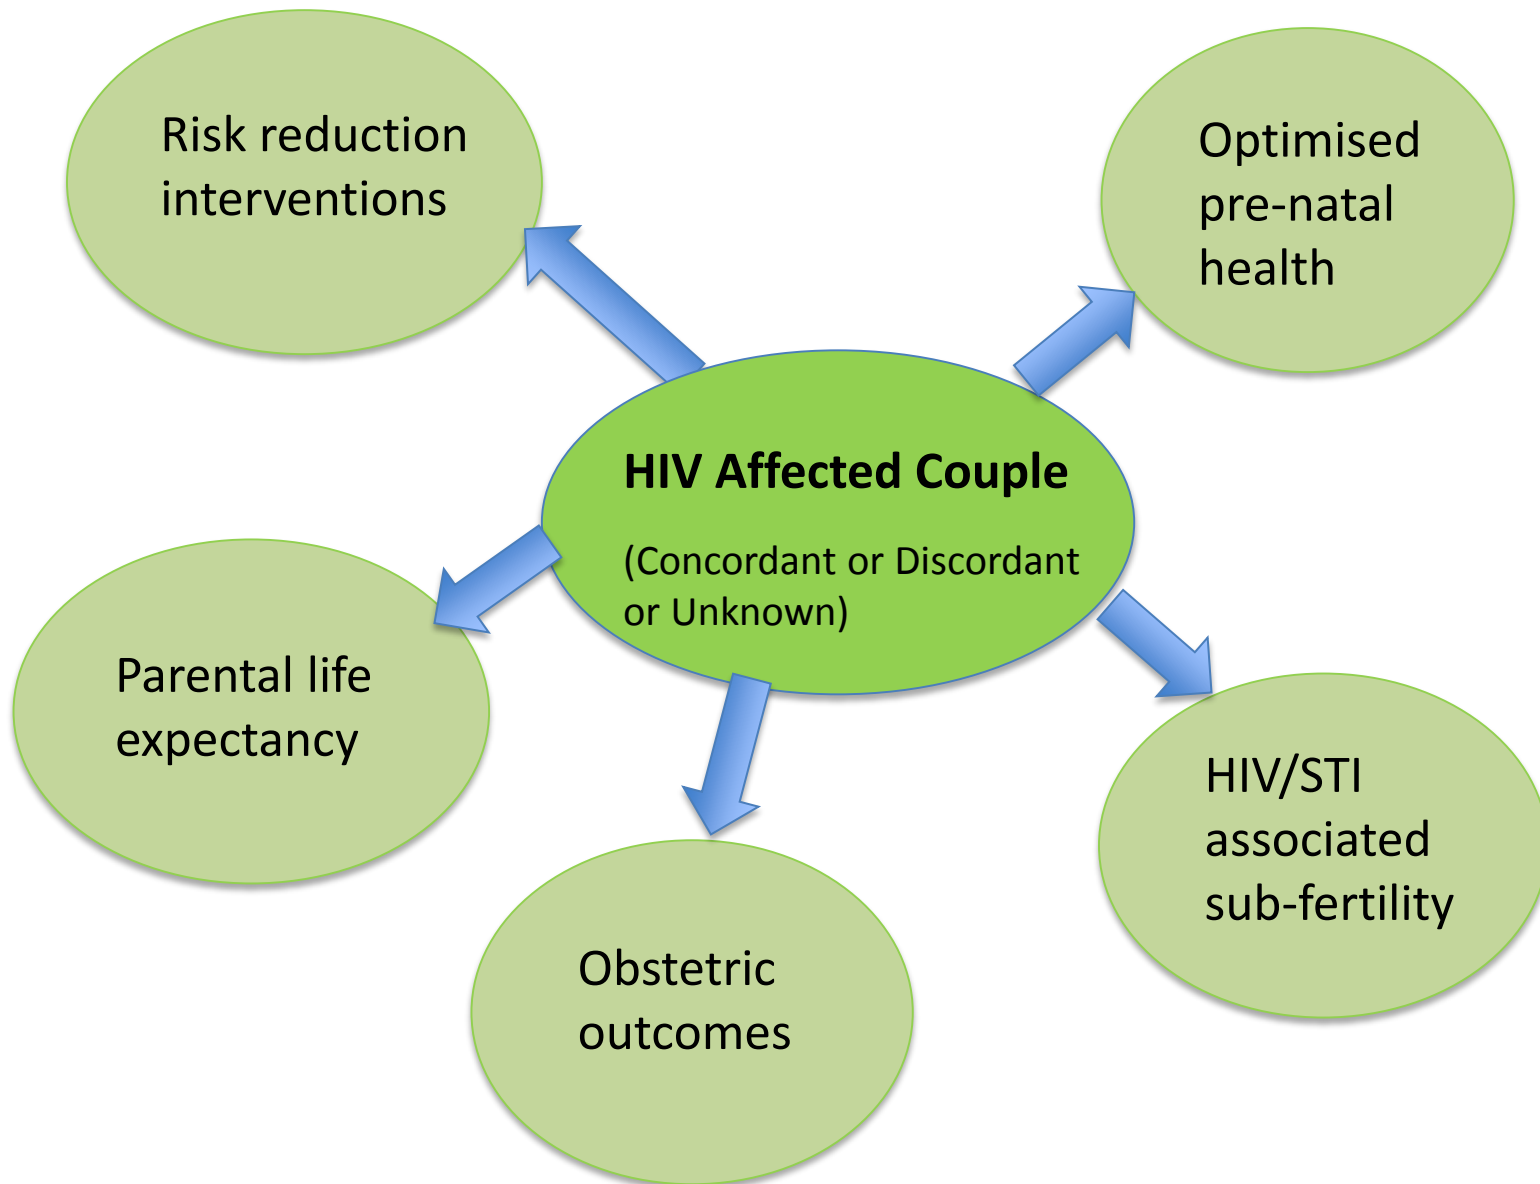 Risk reduction
interventions
Optimised
pre-natal
health
HIV Affected Couple
(Concordant or Discordant
or Unknown)
Parental life
expectancy
HIV/STI
associated
sub-fertility
Obstetric
outcomes